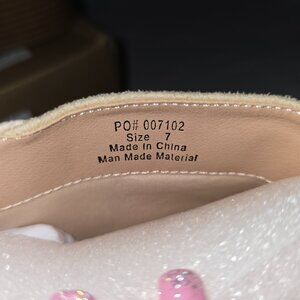 PO# 007102
Size 7
Made In China
Man Made Material